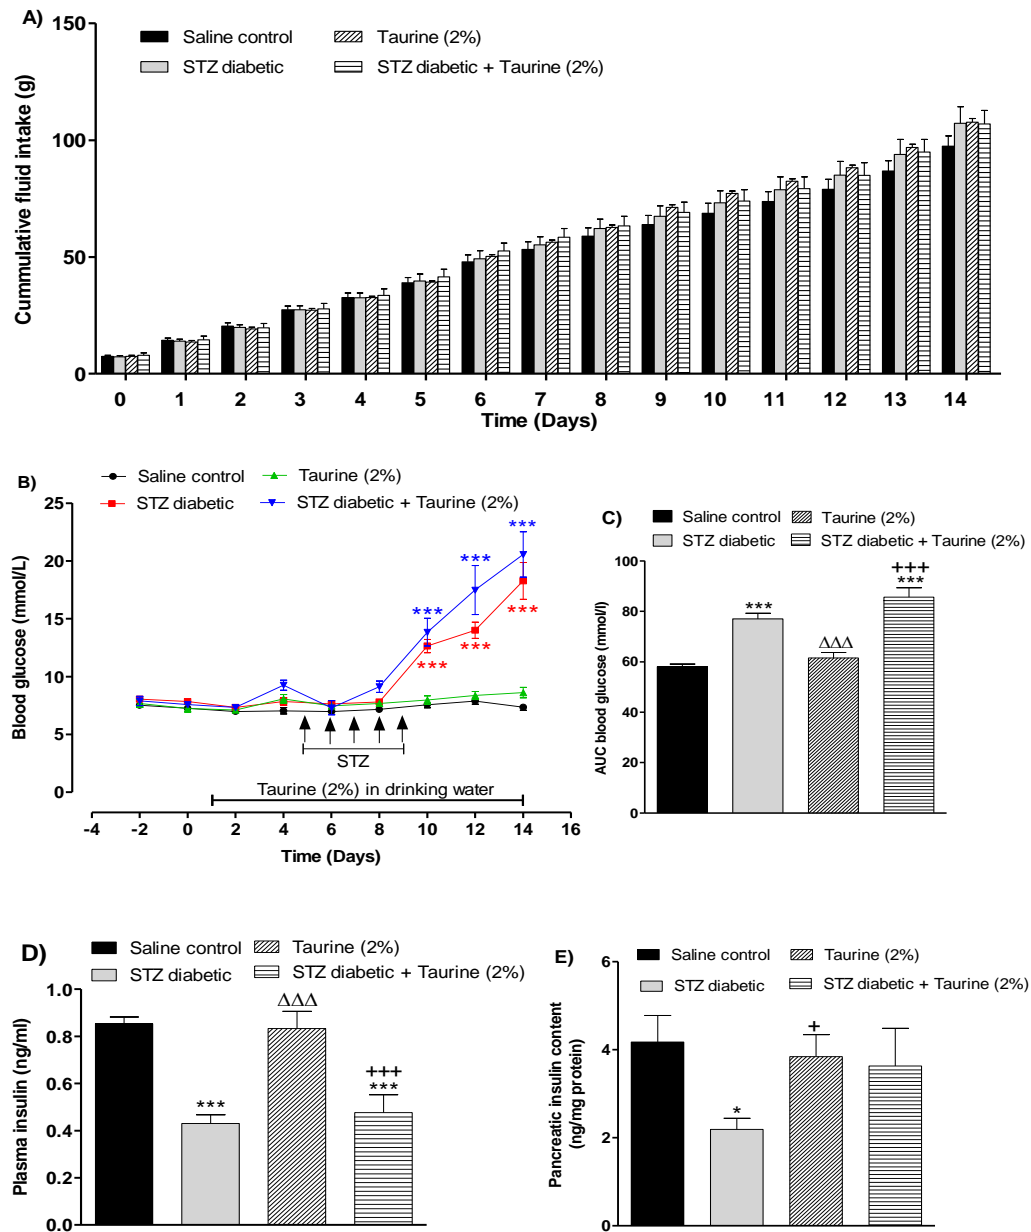 A)
150
Saline control
Taurine (2%)
STZ diabetic
STZ diabetic + Taurine (2%)
100
50
0
Cummulative fluid intake (g)
0 1 2 3 4 5 6 7 8 9 10 11 12 13 14
Time (Days)
B)
Saline control
Taurine (2%)
STZ diabetic
STZ diabetic + Taurine (2%)
25
20
15
10
5
0
Blood glucose (mmol/L)
***
***
***
***
***
***
STZ
Taurine (2%) in drinking water
-4 -2 0 2 4 6 8 10 12 14 16
Time (Days)
C)
Saline control
Taurine (2%)
STZ diabetic
STZ diabetic + Taurine (2%)
100
80
60
40
20
0
AUC blood glucose (mmol/l)
***
ΔΔΔ
+++
***
D)
Saline control
Taurine (2%)
STZ diabetic
STZ diabetic + Taurine (2%)
1.0
0.8
0.6
0.4
0.2
0.0
Plasma insulin (ng/ml)
***
ΔΔΔ
+++
***
E)
Saline control
Taurine (2%)
STZ diabetic
STZ diabetic + Taurine (2%)
6
4
2
0
Pancreatic insulin content
(ng/mg protein)
*
+